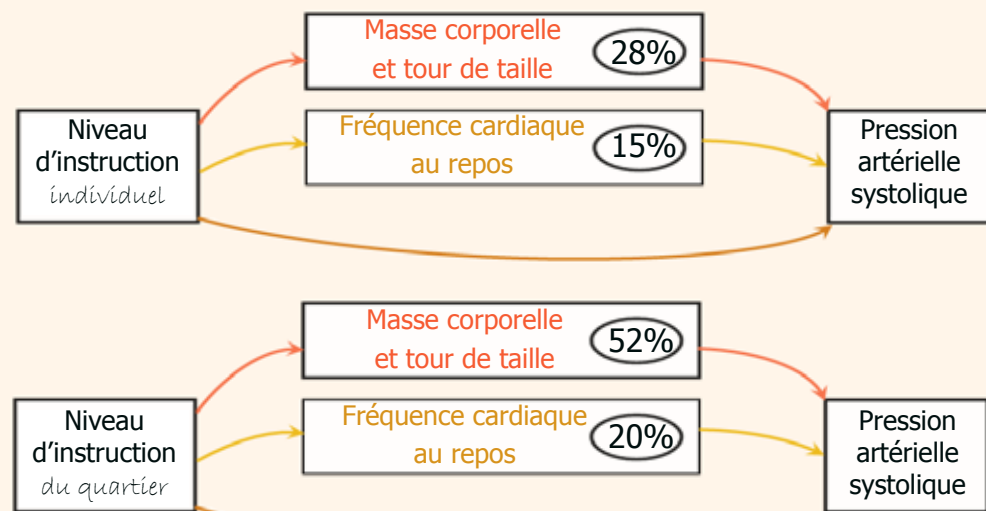 Masse corporelle
et tour de taille
28%
Niveau
d'instruction
individuel
Fréquence cardiaque
au repos
15%
Pression
artérielle
systolique
Masse corporelle
et tour de taille
52%
Niveau
d'instruction
du quartier
Fréquence cardiaque
au repos
20%
Pression
artérielle
systolique